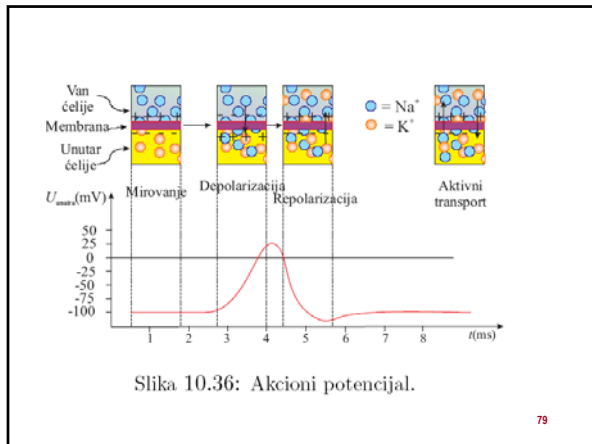 Van
ćelije
Membrana
Unutar
ćelije
= Na⁺
= K⁺
Mirovanje
Depolarizacija
Repolarizacija
Aktivni
transport
(mV)
50
25
0
-25
-50
-75
-100
1 2 3 4 5 6 7 8 t(ms)
Slika 10.36: Akcioni potencijal.
79